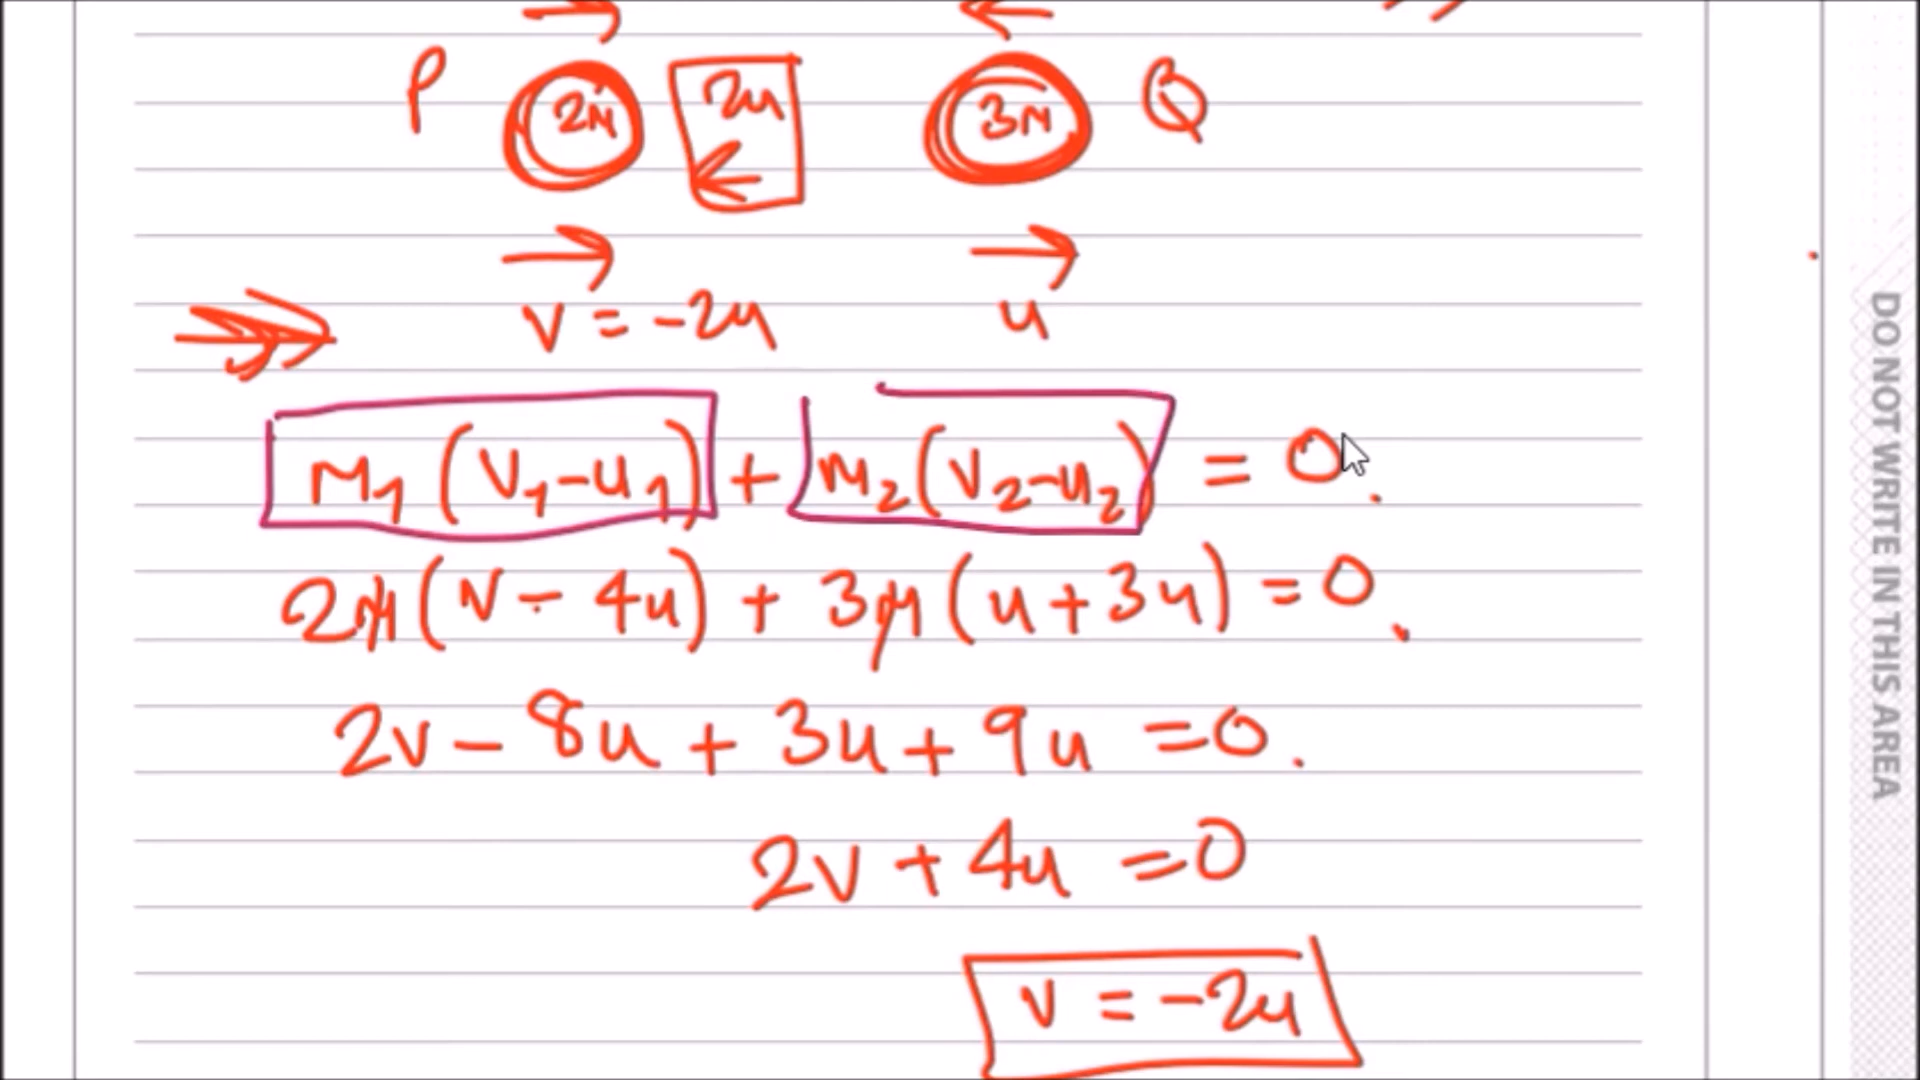 P 2M 2u 3M Q
v = -2u u
M₁ (V₁-u₁) + M₂ (V₂-u₂) = 0.
2M (v - 4u) + 3M (u+3u) = 0.
2v - 8u + 3u + 9u = 0.
2v + 4u = 0
v = -2u
DO NOT WRITE IN THIS AREA